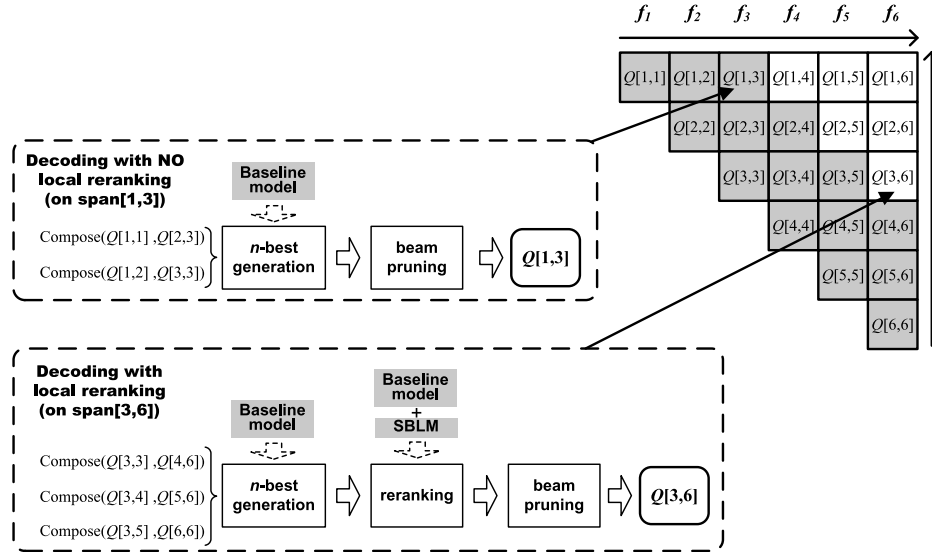 f1 f2 f3 f4 f5 f6
Q[1,1] Q[1,2] Q[1,3] Q[1,4] Q[1,5] Q[1,6]
Q[2,2] Q[2,3] Q[2,4] Q[2,5] Q[2,6]
Q[3,3] Q[3,4] Q[3,5] Q[3,6]
Q[4,4] Q[4,5] Q[4,6]
Q[5,5] Q[5,6]
Q[6,6]
Decoding with NO
local reranking
(on span[1,3])
Baseline
model
Compose(Q[1,1] ,Q[2,3])
Compose(Q[1,2] ,Q[3,3])
n-best
generation
beam
pruning
Q[1,3]
Decoding with
local reranking
(on span[3,6])
Baseline
model
Baseline
model
+
SBLM
Compose(Q[3,3] ,Q[4,6])
Compose(Q[3,4] ,Q[5,6])
Compose(Q[3,5] ,Q[6,6])
n-best
generation
reranking
beam
pruning
Q[3,6]